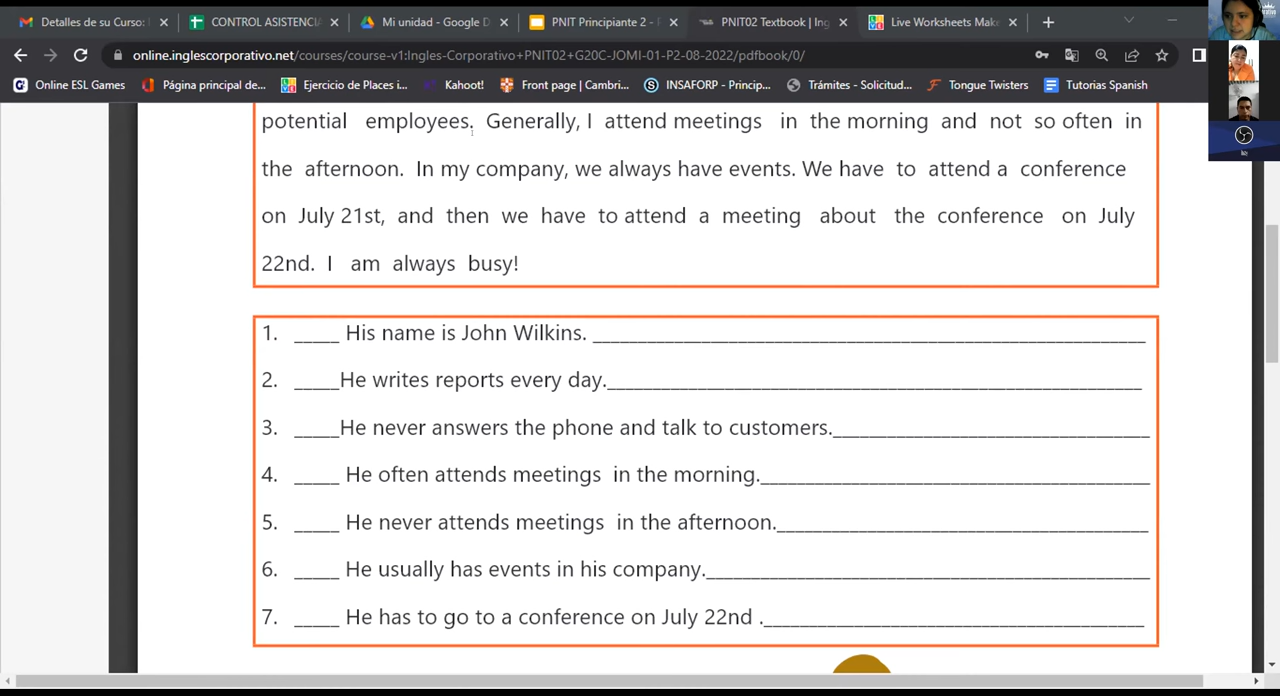 Detalles de su Curso:
CONTROL ASISTENCIA
Mi unidad - Google D
PNIT Principiante 2 -
PNIT02 Textbook | Ing
Live Worksheets Mak
online.inglescorporativo.net/courses/course-v1:Ingles-Corporativo+PNIT02+G20C-JOMI-01-P2-08-2022/pdfbook/0/
Online ESL Games
Página principal de...
Ejercicio de Places i...
Kahoot!
Front page | Cambri...
INSAFORP - Princip...
Trámites - Solicitud...
Tongue Twisters
Tutorias Spanish
potential employees. Generally, I attend meetings in the morning and not so often in
the afternoon. In my company, we always have events. We have to attend a conference
on July 21st, and then we have to attend a meeting about the conference on July
22nd. I am always busy!
1. _____ His name is John Wilkins. _____
2. _____He writes reports every day._____
3. _____He never answers the phone and talk to customers._____
4. _____ He often attends meetings in the morning._____
5. _____ He never attends meetings in the afternoon._____
6. _____ He usually has events in his company._____
7. _____ He has to go to a conference on July 22nd ._____